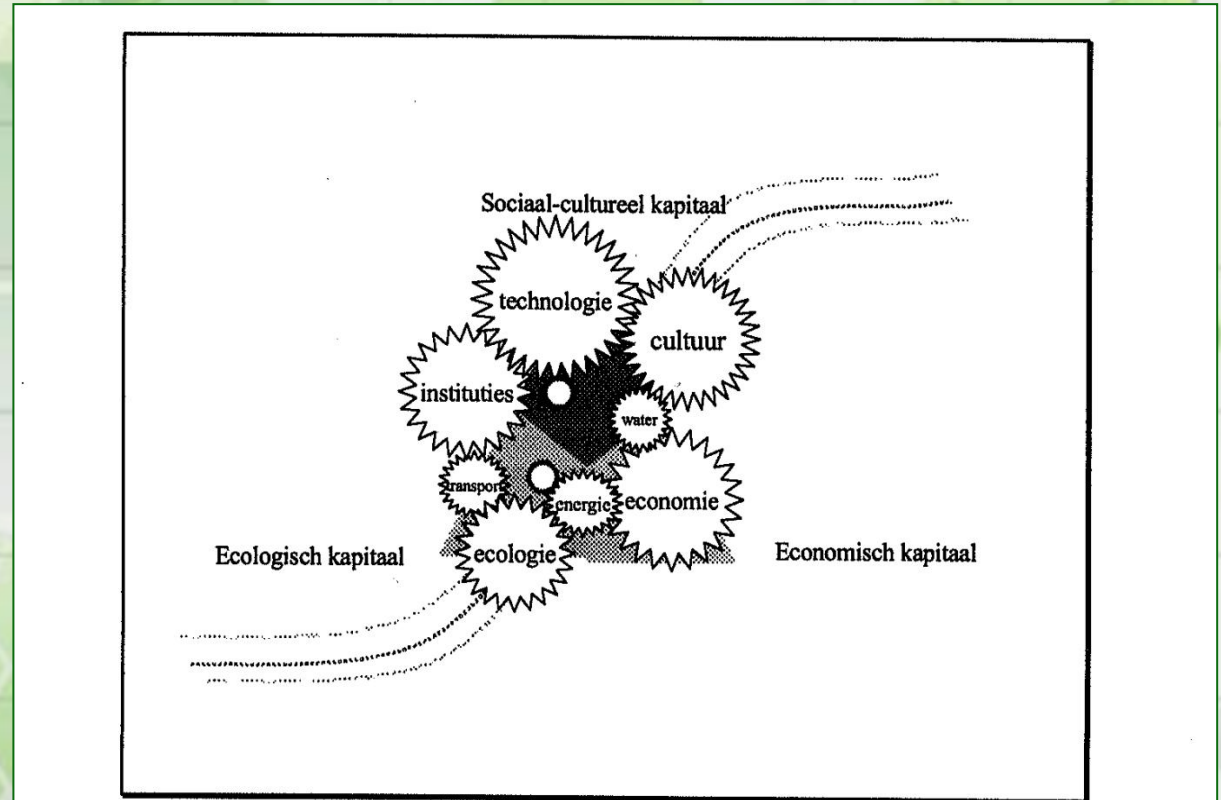 Sociaal-cultureel kapitaal
technologie
cultuur
instituties
water
transport
energie
economie
ecologie
Ecologisch kapitaal
Economisch kapitaal